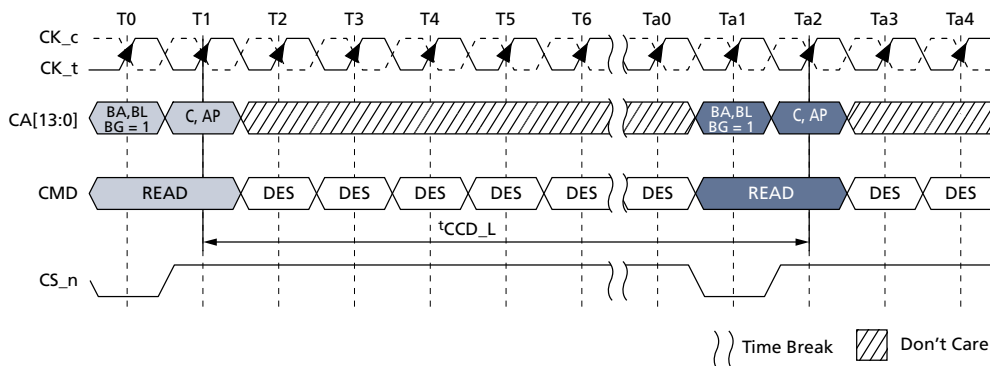 T0 T1 T2 T3 T4 T5 T6 Ta0 Ta1 Ta2 Ta3 Ta4
CK_c
CK_t
CA[13:0] BA,BL BG = 1 C, AP BA,BL BG = 1 C, AP
CMD READ DES DES DES DES DES DES READ DES DES
tCCD_L
CS_n
Time Break Don't Care